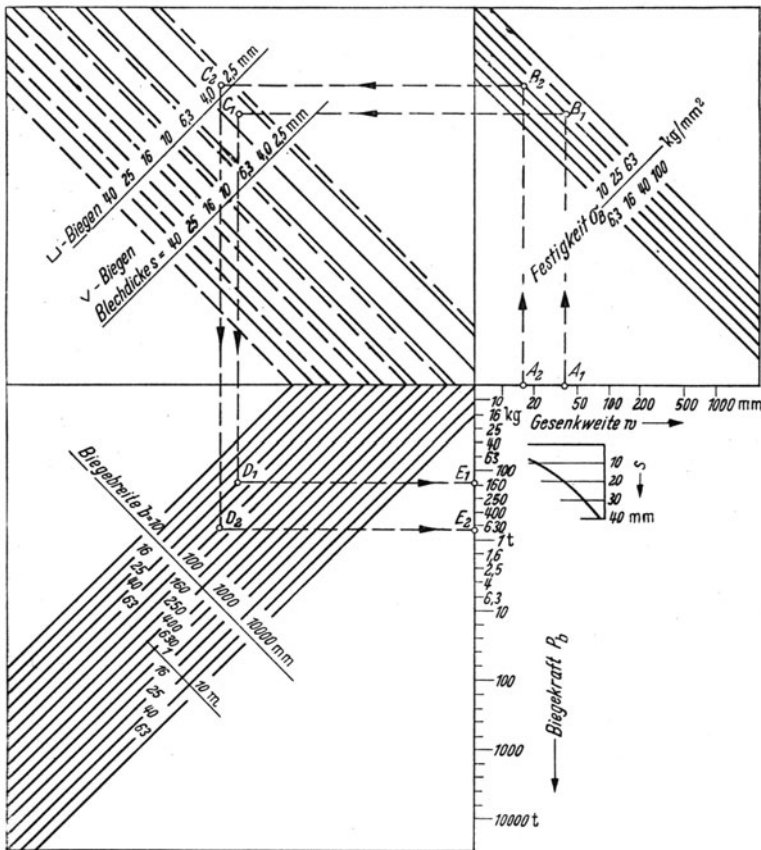 C₂
2,5 mm
4,0
6,3
10
16
25
40
⊔-Biegen
C₁
2,5 mm
4,0
6,3
10
16
25
40
V - Biegen
Blechdicke s =
B₂
B₁
kg/mm²
10 25 63
6,3 16 40 100
Festigkeit σB
A₂ A₁
10 20 50 100 200 500 1000 mm
Gesenkweite w
kg
10
16
25
40
63
100
160
250
400
630
1 t
1,6
2,5
4
6,3
10
100
1000
10000 t
Biegekraft Pb
s
10
20
30
40 mm
D₁ E₁
D₂ E₂
Biegebreite b=10
16
25
40
63
100
160
250
400
630
1
16
25
40
63
1000
10000 mm
10 m